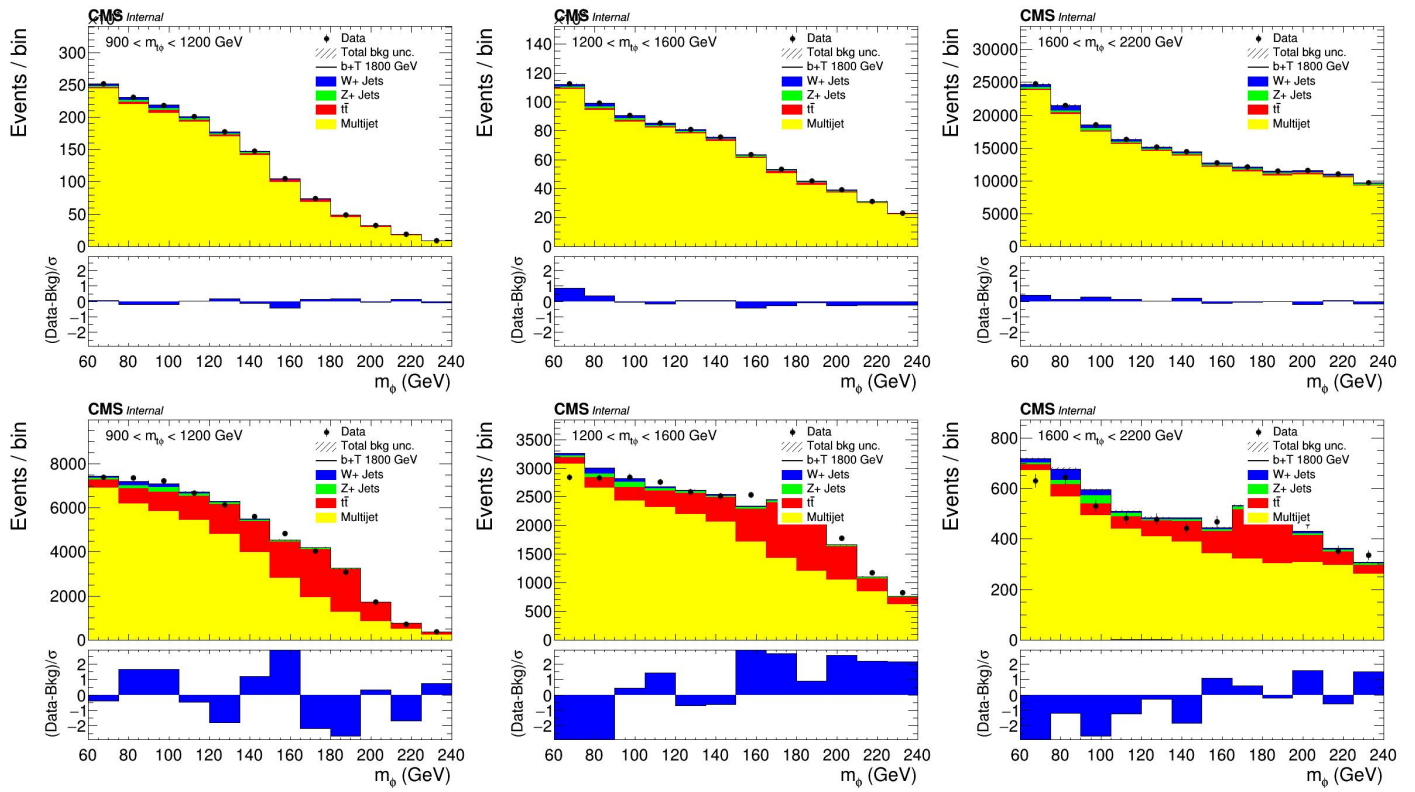 CMS Internal
900 < m_tϕ < 1200 GeV
Data
Total bkg unc.
b+T 1800 GeV
W+ Jets
Z+ Jets
tt̄
Multijet
Events / bin
300
250
200
150
100
50
0
(Data-Bkg)/σ
2
1
0
−1
−2
60 80 100 120 140 160 180 200 220 240
m_ϕ (GeV)
CMS Internal
1200 < m_tϕ < 1600 GeV
Data
Total bkg unc.
b+T 1800 GeV
W+ Jets
Z+ Jets
tt̄
Multijet
Events / bin
140
120
100
80
60
40
20
0
(Data-Bkg)/σ
2
1
0
−1
−2
60 80 100 120 140 160 180 200 220 240
m_ϕ (GeV)
CMS Internal
1600 < m_tϕ < 2200 GeV
Data
Total bkg unc.
b+T 1800 GeV
W+ Jets
Z+ Jets
tt̄
Multijet
Events / bin
30000
25000
20000
15000
10000
5000
0
(Data-Bkg)/σ
2
1
0
−1
−2
60 80 100 120 140 160 180 200 220 240
m_ϕ (GeV)
CMS Internal
900 < m_tϕ < 1200 GeV
Data
Total bkg unc.
b+T 1800 GeV
W+ Jets
Z+ Jets
tt̄
Multijet
Events / bin
8000
6000
4000
2000
0
(Data-Bkg)/σ
2
1
0
−1
−2
60 80 100 120 140 160 180 200 220 240
m_ϕ (GeV)
CMS Internal
1200 < m_tϕ < 1600 GeV
Data
Total bkg unc.
b+T 1800 GeV
W+ Jets
Z+ Jets
tt̄
Multijet
Events / bin
3500
3000
2500
2000
1500
1000
500
0
(Data-Bkg)/σ
2
1
0
−1
−2
60 80 100 120 140 160 180 200 220 240
m_ϕ (GeV)
CMS Internal
1600 < m_tϕ < 2200 GeV
Data
Total bkg unc.
b+T 1800 GeV
W+ Jets
Z+ Jets
tt̄
Multijet
Events / bin
800
600
400
200
0
(Data-Bkg)/σ
2
1
0
−1
−2
60 80 100 120 140 160 180 200 220 240
m_ϕ (GeV)